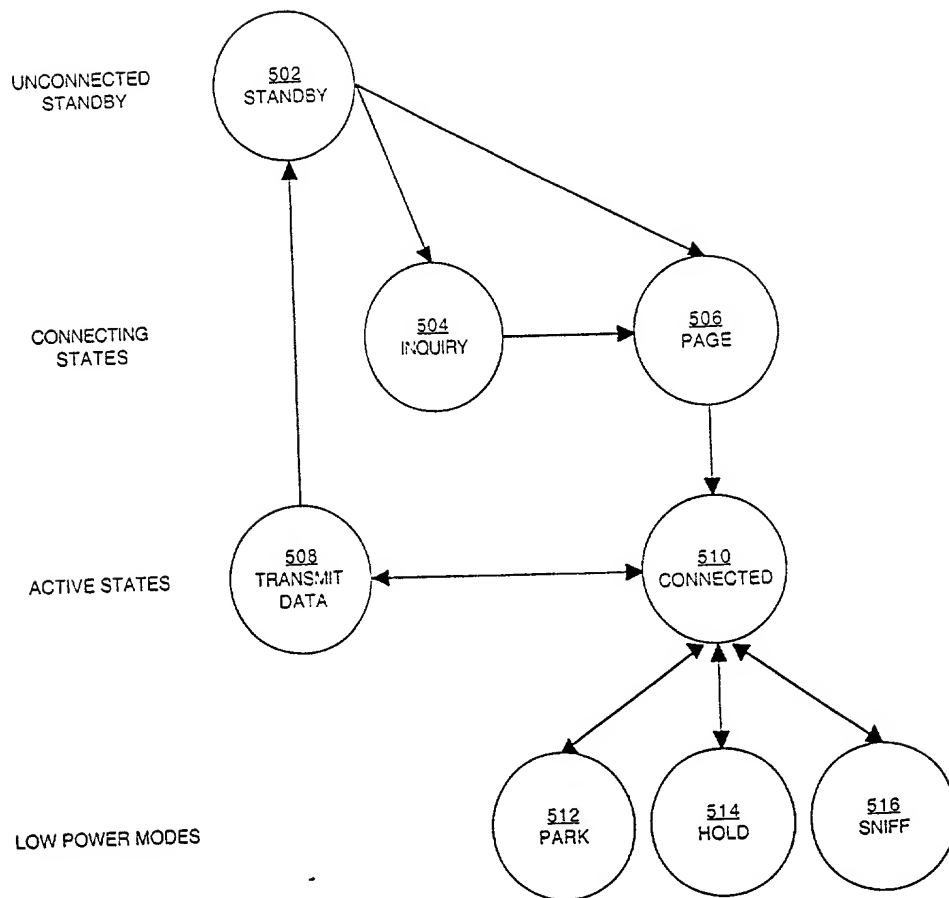 UNCONNECTED
STANDBY
502
STANDBY
CONNECTING
STATES
504
INQUIRY
506
PAGE
ACTIVE STATES
508
TRANSMIT
DATA
510
CONNECTED
LOW POWER MODES
512
PARK
514
HOLD
516
SNIFF